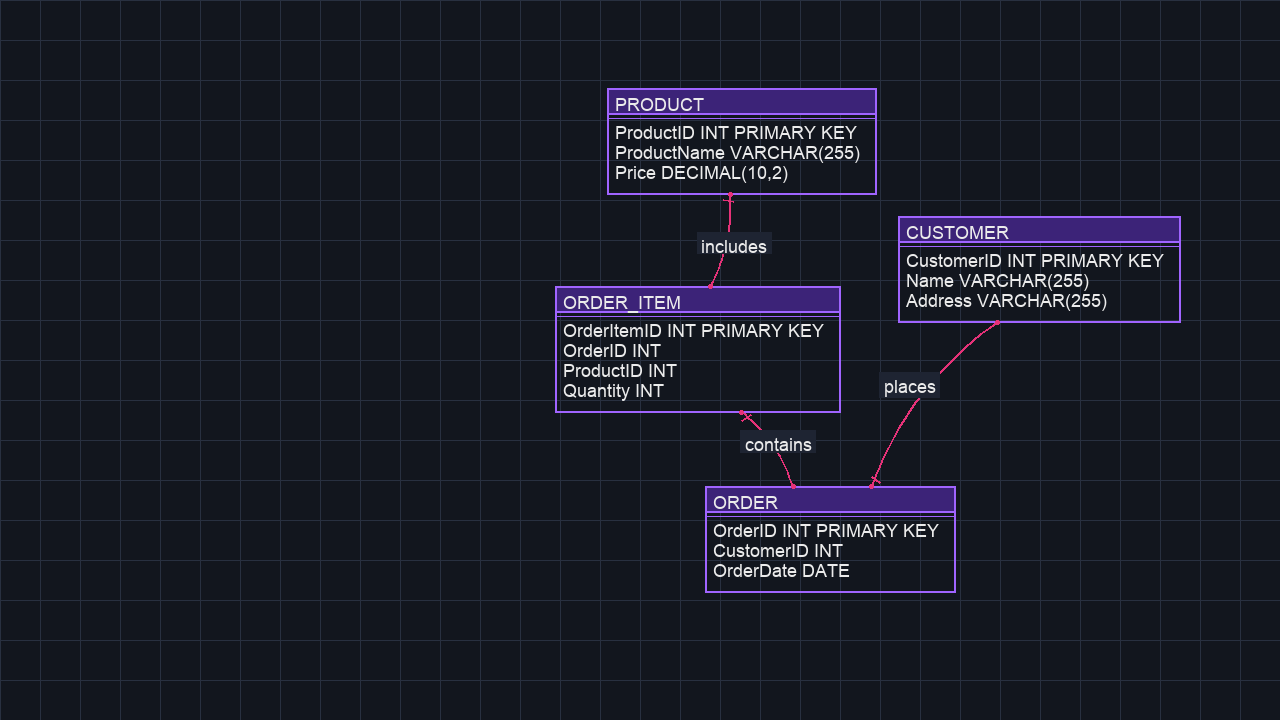 PRODUCT
ProductID INT PRIMARY KEY
ProductName VARCHAR(255)
Price DECIMAL(10,2)
includes
CUSTOMER
CustomerID INT PRIMARY KEY
Name VARCHAR(255)
Address VARCHAR(255)
ORDER_ITEM
OrderItemID INT PRIMARY KEY
OrderID INT
ProductID INT
Quantity INT
places
contains
ORDER
OrderID INT PRIMARY KEY
CustomerID INT
OrderDate DATE